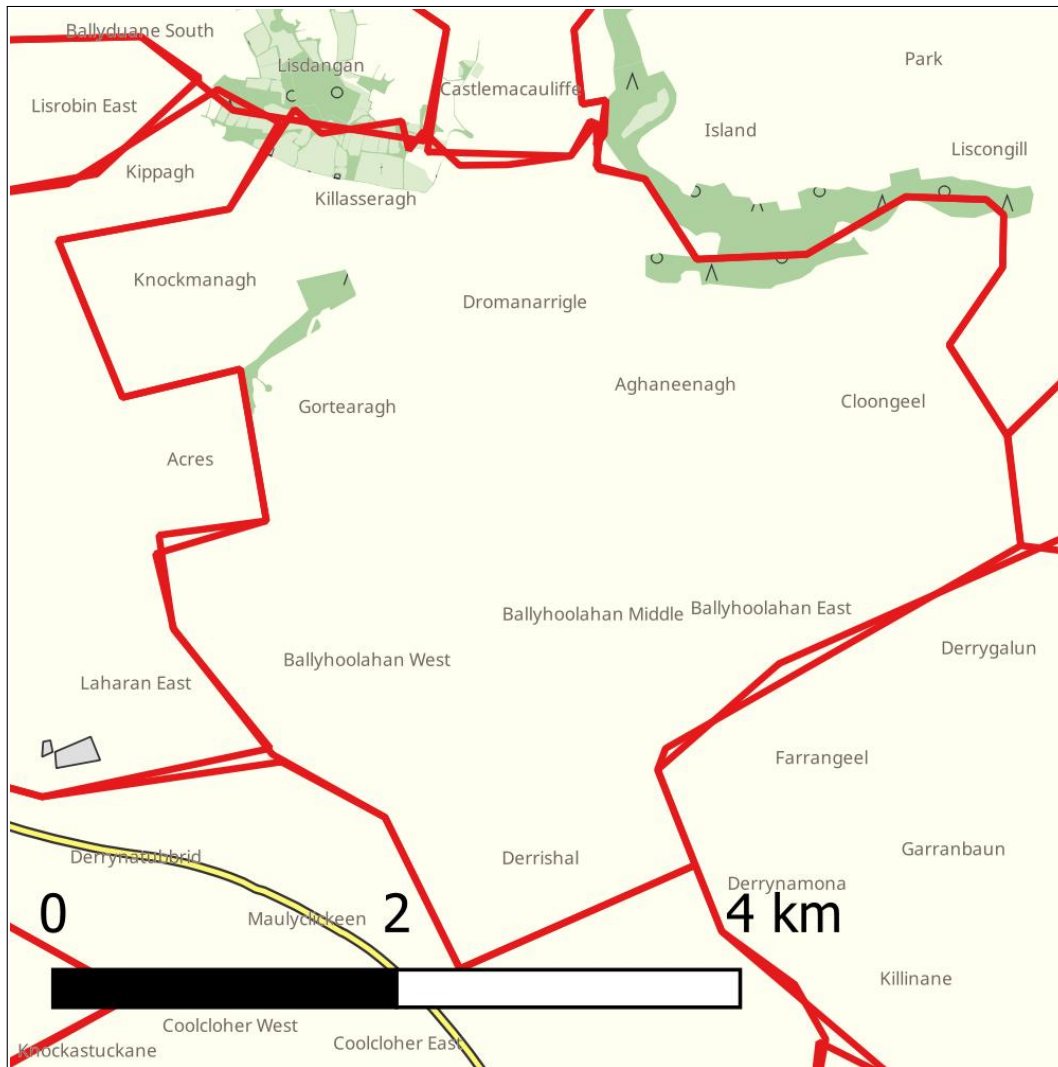 Ballyduane South
Park
Lisdangan
Castlemacauliffe
Lisrobin East
Island
Liscongill
Kippagh
Killasseragh
Knockmanagh
Dromanarrigle
Aghaneenagh
Cloongeel
Gortearagh
Acres
Ballyhoolahan Middle
Ballyhoolahan East
Derrygalun
Ballyhoolahan West
Laharan East
Farrangeel
Garranbaun
Derrynatubbrid
Derrishal
Derrynamona
0 2 4 km
Maulyclickeen
Killinane
Coolcloher West
Coolcloher East
Knockastuckane